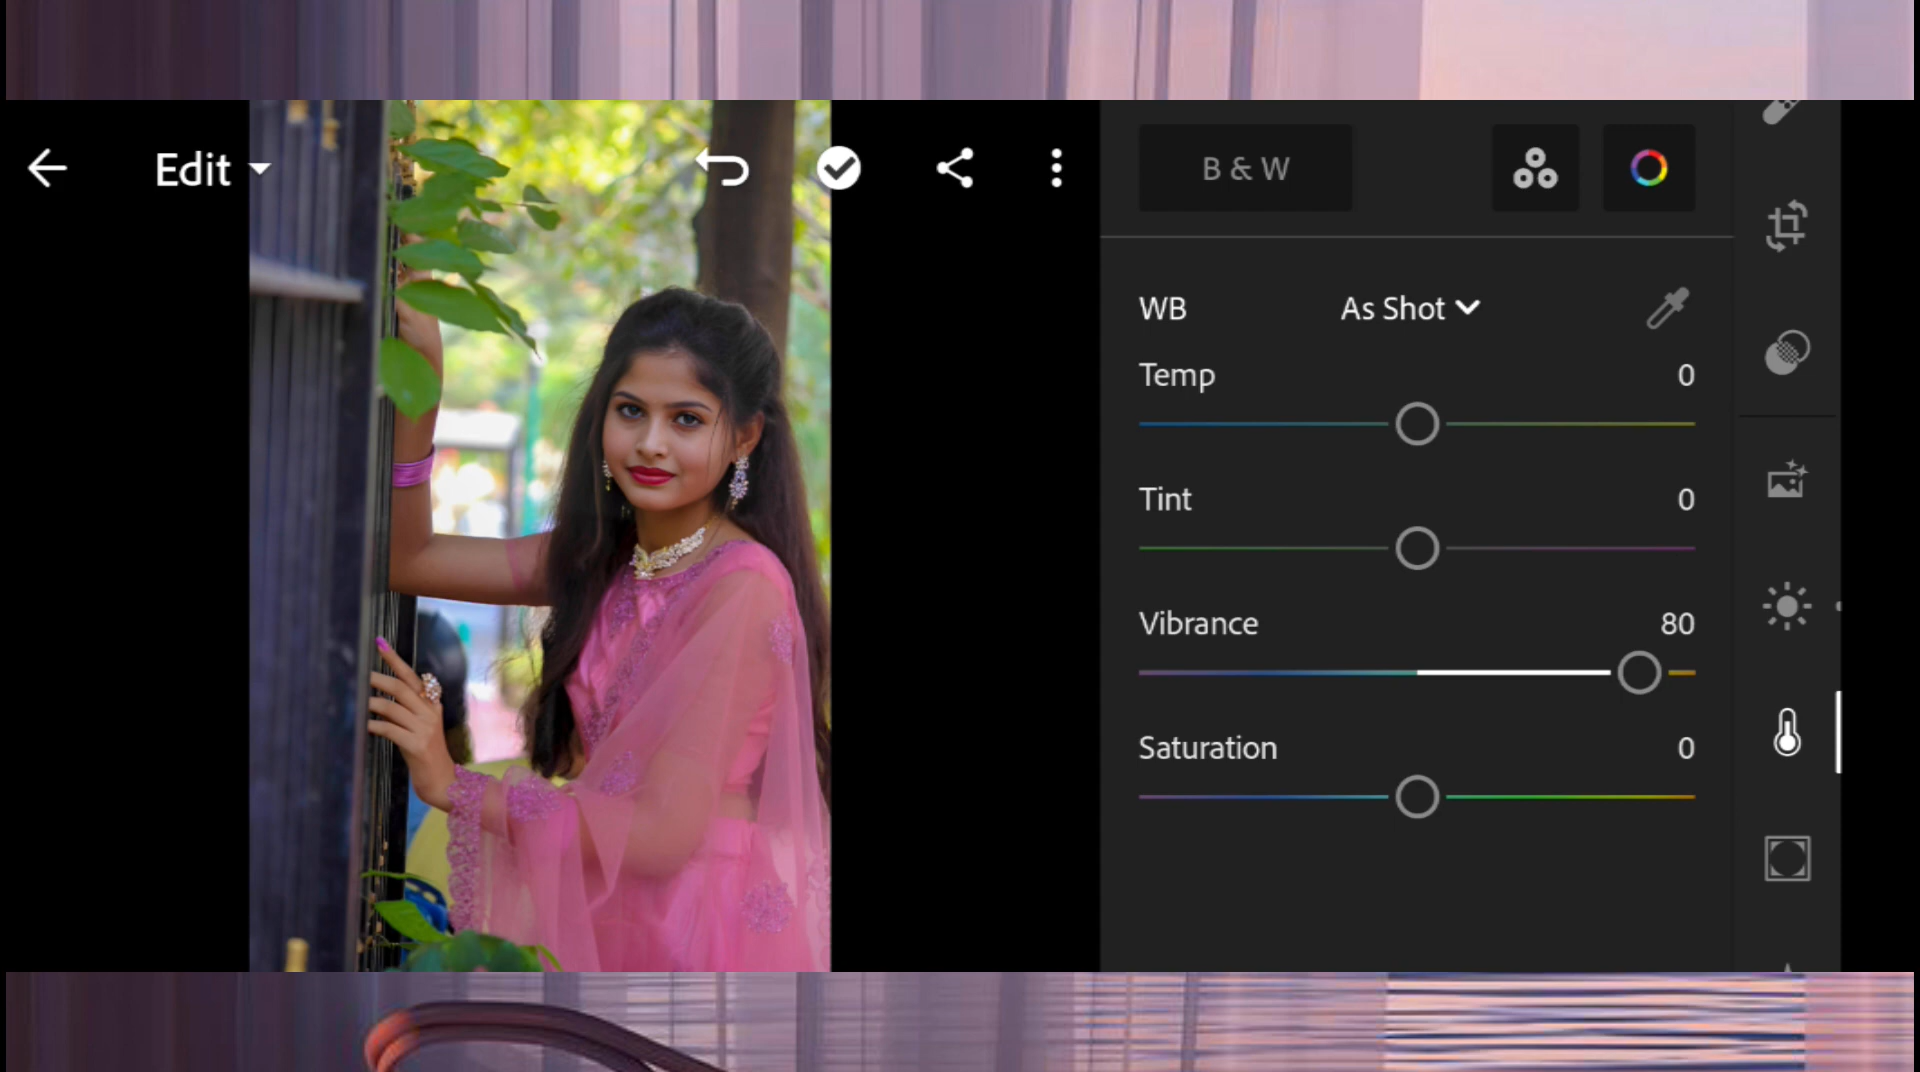 Edit
B & W
WB As Shot
Temp 0
Tint 0
Vibrance 80
Saturation 0